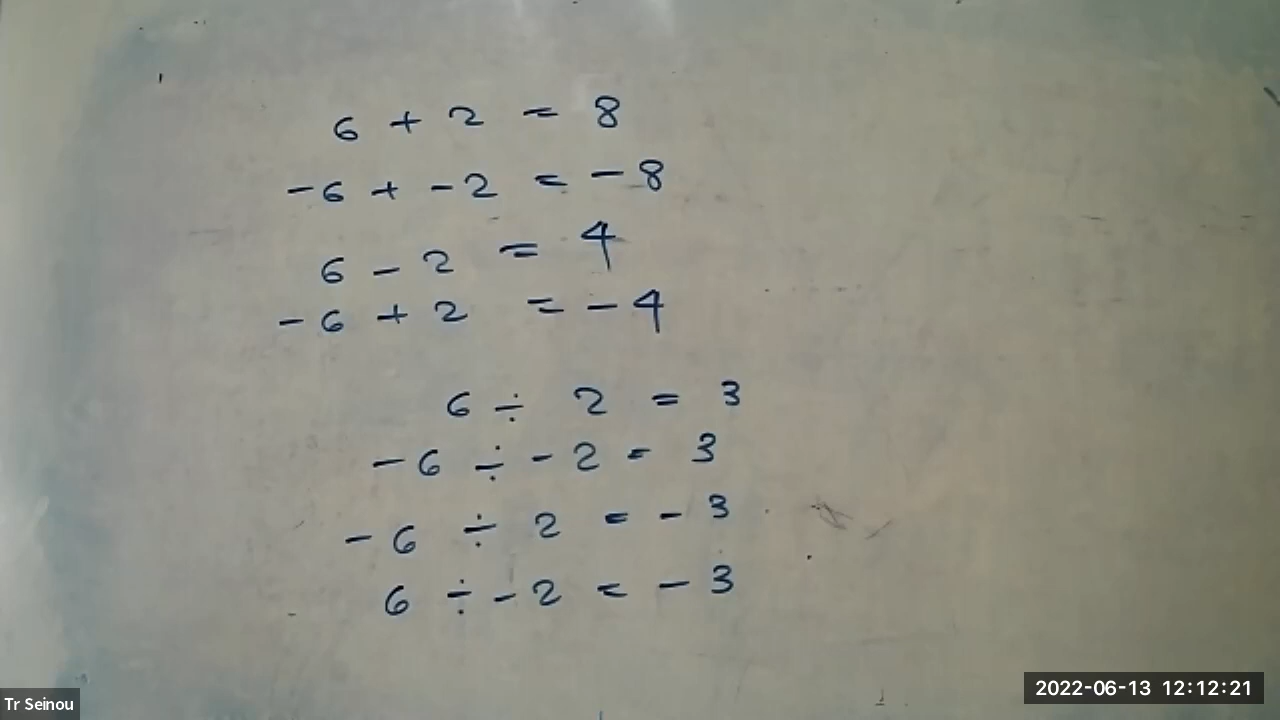 6 + 2 = 8
-6 + -2 = -8
6 - 2 = 4
-6 + 2 = -4
6 ÷ 2 = 3
-6 ÷ -2 = 3
-6 ÷ 2 = -3
6 ÷ -2 = -3
Tr Seinou
2022-06-13 12:12:21